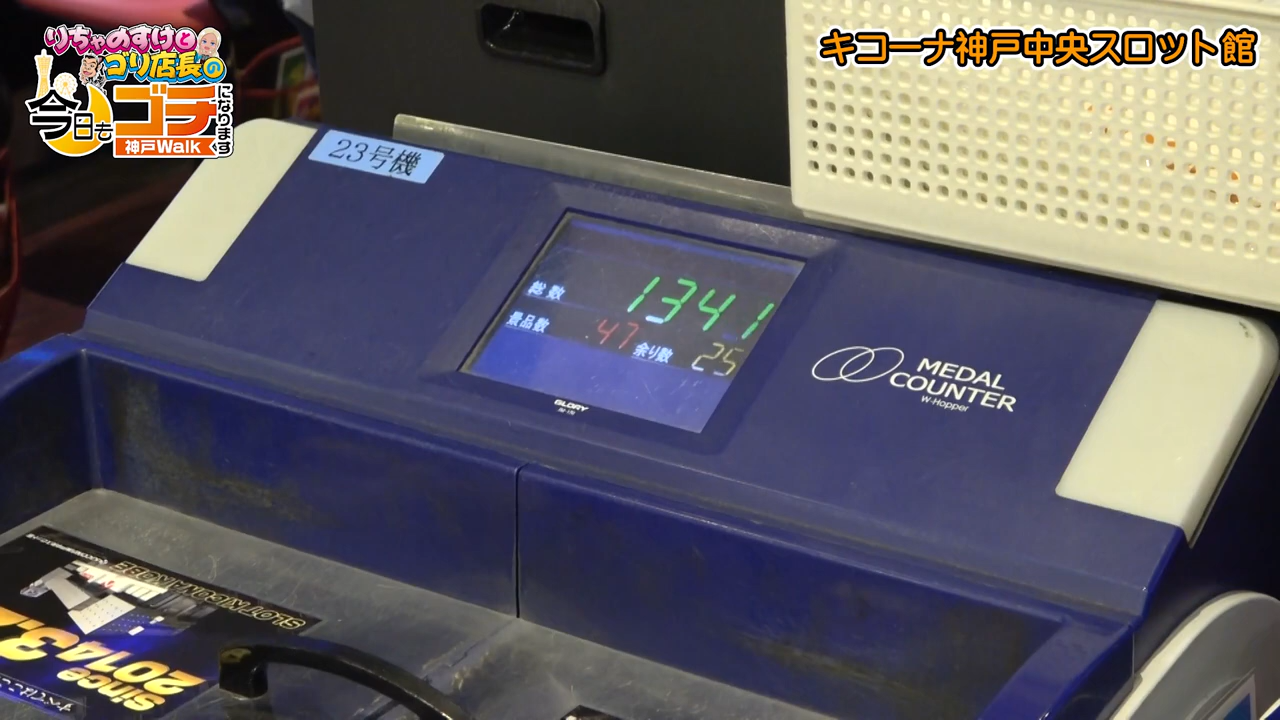 りちゃのすけと
ゴリ店長の
今日も
ゴチ
になります
神戸Walk
キコーナ神戸中央スロット館
23号機
総数
1341
景品数
47
余り数
25
GLORY
MEDAL
COUNTER
W-Hopper
SLOT KICONA KOBE
since
2014.3.